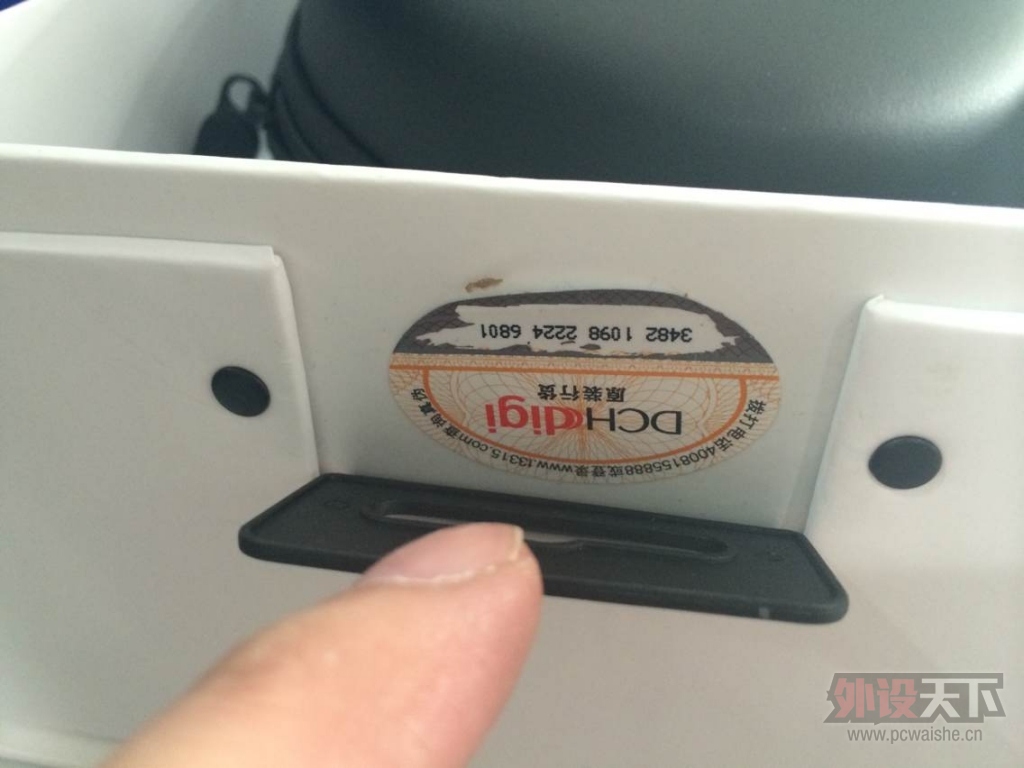 拨打电话4008155888或登录www.13315.com查询真伪
DCHdigi
原装行货
3482 1098 2224 6801
外设天下
www.pcwaishe.cn